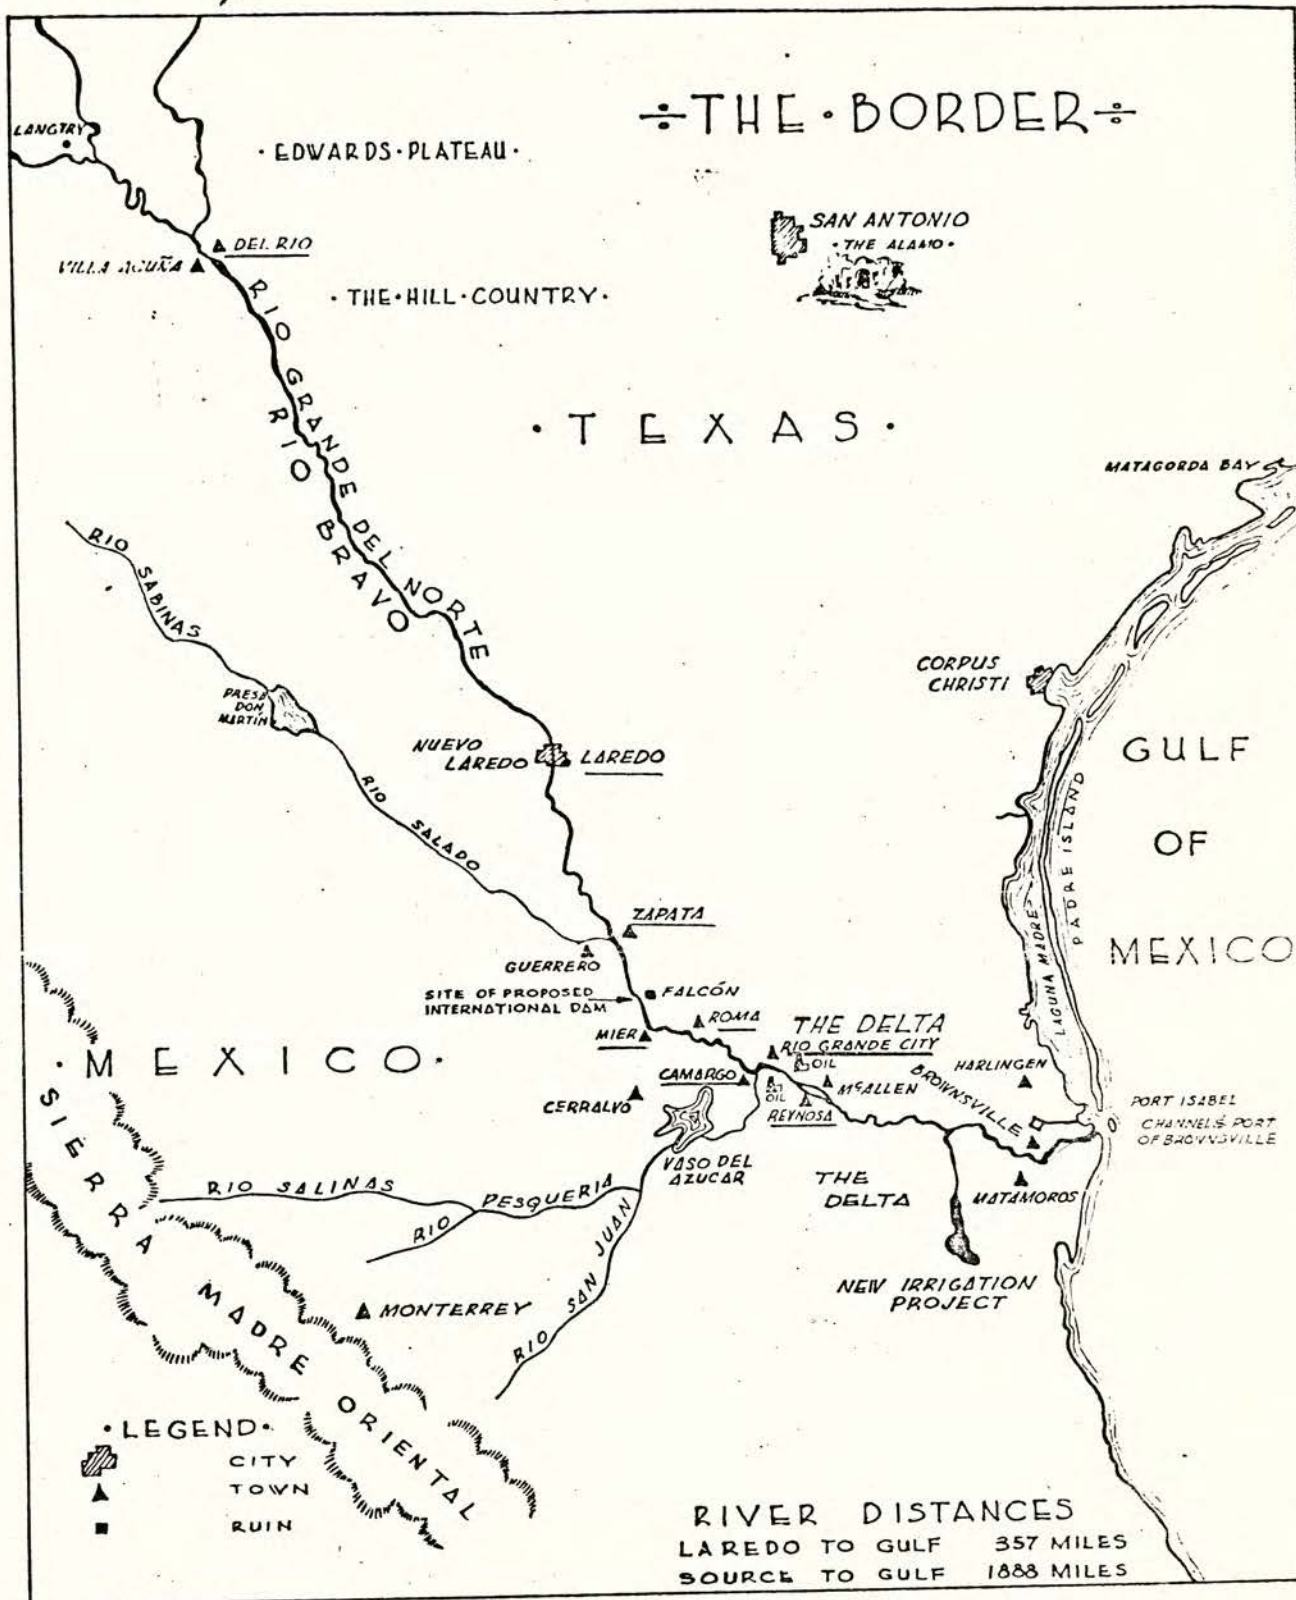 ÷THE·BORDER÷
LANGTRY
·EDWARDS·PLATEAU·
SAN ANTONIO
·THE ALAMO·
DEL RIO
VILLA ACUÑA
·THE·HILL·COUNTRY·
RIO GRANDE DEL NORTE
RIO BRAVO
·TEXAS·
MATAGORDA BAY
RIO SABINAS
PRESA
DON
MARTÍN
CORPUS
CHRISTI
NUEVO
LAREDO
LAREDO
GULF
OF
MEXICO
PADRE ISLAND
LAGUNA MADRE
RIO SALADO
ZAPATA
GUERRERO
SITE OF PROPOSED
INTERNATIONAL DAM
FALCÓN
ROMA
MIER
THE DELTA
RIO GRANDE CITY
OIL
·MEXICO·
CAMARGO
OIL
McALLEN
BROWNSVILLE
HARLINGEN
CERRALVO
REYNOSA
PORT ISABEL
CHANNEL & PORT
OF BROWNSVILLE
VASO DEL
AZUCAR
THE
DELTA
MATAMOROS
RIO SALINAS
RIO PESQUERIA
RIO SAN JUAN
NEW IRRIGATION
PROJECT
MONTERREY
SIERRA MADRE ORIENTAL
·LEGEND·
CITY
TOWN
RUIN
RIVER DISTANCES
LAREDO TO GULF 357 MILES
SOURCE TO GULF 1888 MILES